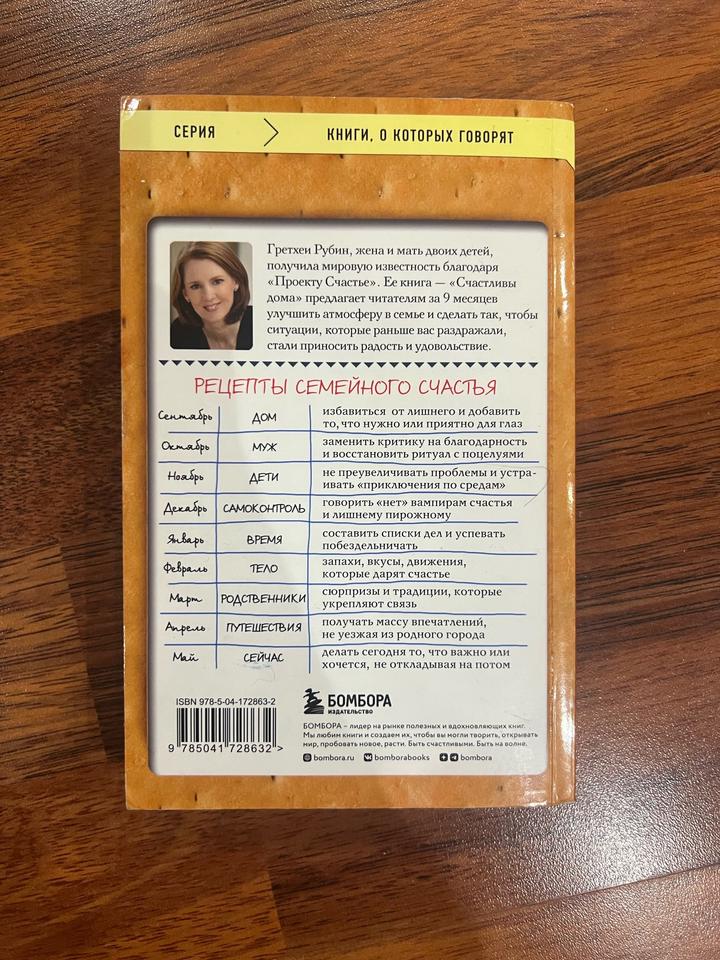 СЕРИЯ > КНИГИ, О КОТОРЫХ ГОВОРЯТ
Гретхен Рубин, жена и мать двоих детей,
получила мировую известность благодаря
«Проекту Счастье». Ее книга — «Счастливы
дома» предлагает читателям за 9 месяцев
улучшить атмосферу в семье и сделать так, чтобы
ситуации, которые раньше вас раздражали,
стали приносить радость и удовольствие.
РЕЦЕПТЫ СЕМЕЙНОГО СЧАСТЬЯ
Сентябрь ДОМ избавиться от лишнего и добавить
то, что нужно или приятно для глаз
Октябрь МУЖ заменить критику на благодарность
и восстановить ритуал с поцелуями
Ноябрь ДЕТИ не преувеличивать проблемы и устра-
ивать «приключения по средам»
Декабрь САМОКОНТРОЛЬ говорить «нет» вампирам счастья
и лишнему пирожному
Январь ВРЕМЯ составить списки дел и успевать
побездельничать
Февраль ТЕЛО запахи, вкусы, движения,
которые дарят счастье
Март РОДСТВЕННИКИ сюрпризы и традиции, которые
укрепляют связь
Апрель ПУТЕШЕСТВИЯ получать массу впечатлений,
не уезжая из родного города
Май СЕЙЧАС делать сегодня то, что важно или
хочется, не откладывая на потом
ISBN 978-5-04-172863-2
9 785041 728632 >
БОМБОРА
ИЗДАТЕЛЬСТВО
БОМБОРА – лидер на рынке полезных и вдохновляющих книг.
Мы любим книги и создаем их, чтобы вы могли творить, открывать
мир, пробовать новое, расти. Быть счастливыми. Быть на волне.
bombora.ru bomborabooks bombora